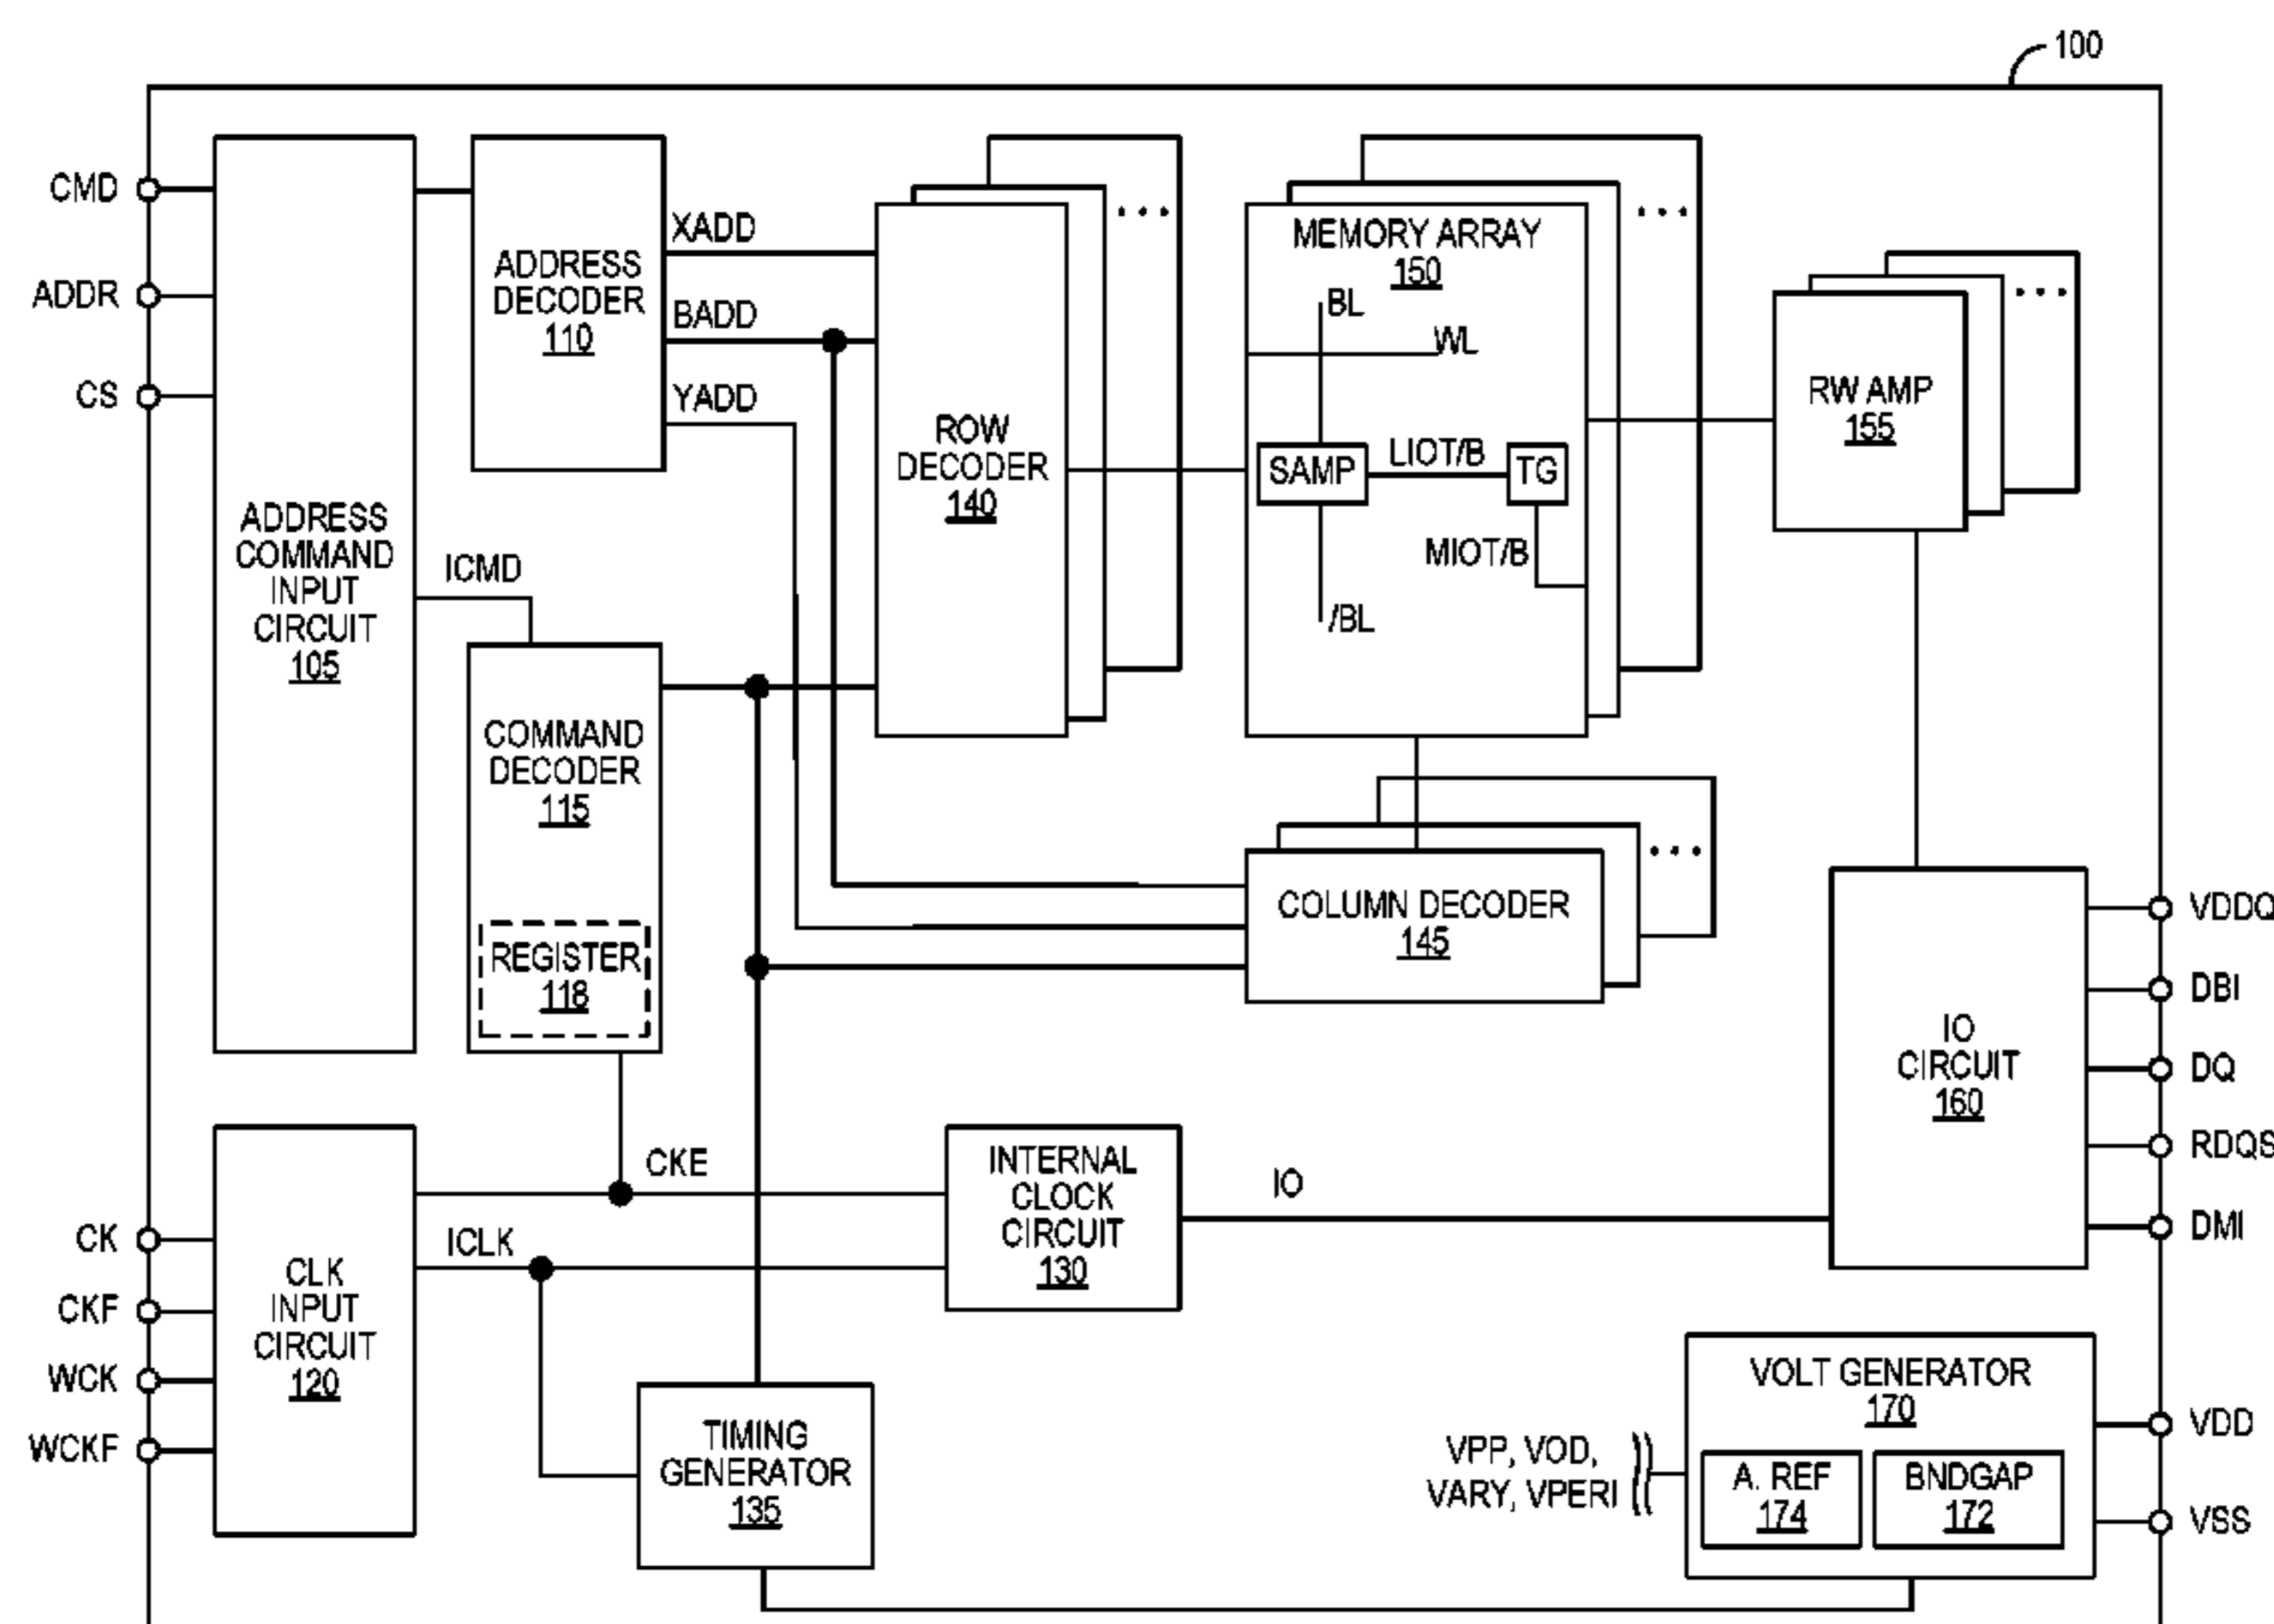 100
CMD
ADDR
CS
ADDRESS
COMMAND
INPUT
CIRCUIT
105
ADDRESS
DECODER
110
XADD
BADD
YADD
ICMD
COMMAND
DECODER
115
REGISTER
118
ROW
DECODER
140
...
MEMORY ARRAY
150
BL
WL
SAMP
LIOT/B
TG
MIOT/B
/BL
...
RW AMP
155
...
COLUMN DECODER
145
...
IO
CIRCUIT
160
VDDQ
DBI
DQ
RDQS
DMI
CK
CKF
WCK
WCKF
CLK
INPUT
CIRCUIT
120
CKE
ICLK
INTERNAL
CLOCK
CIRCUIT
130
IO
TIMING
GENERATOR
135
VPP, VOD,
VARY, VPERI
VOLT GENERATOR
170
A. REF
174
BNDGAP
172
VDD
VSS